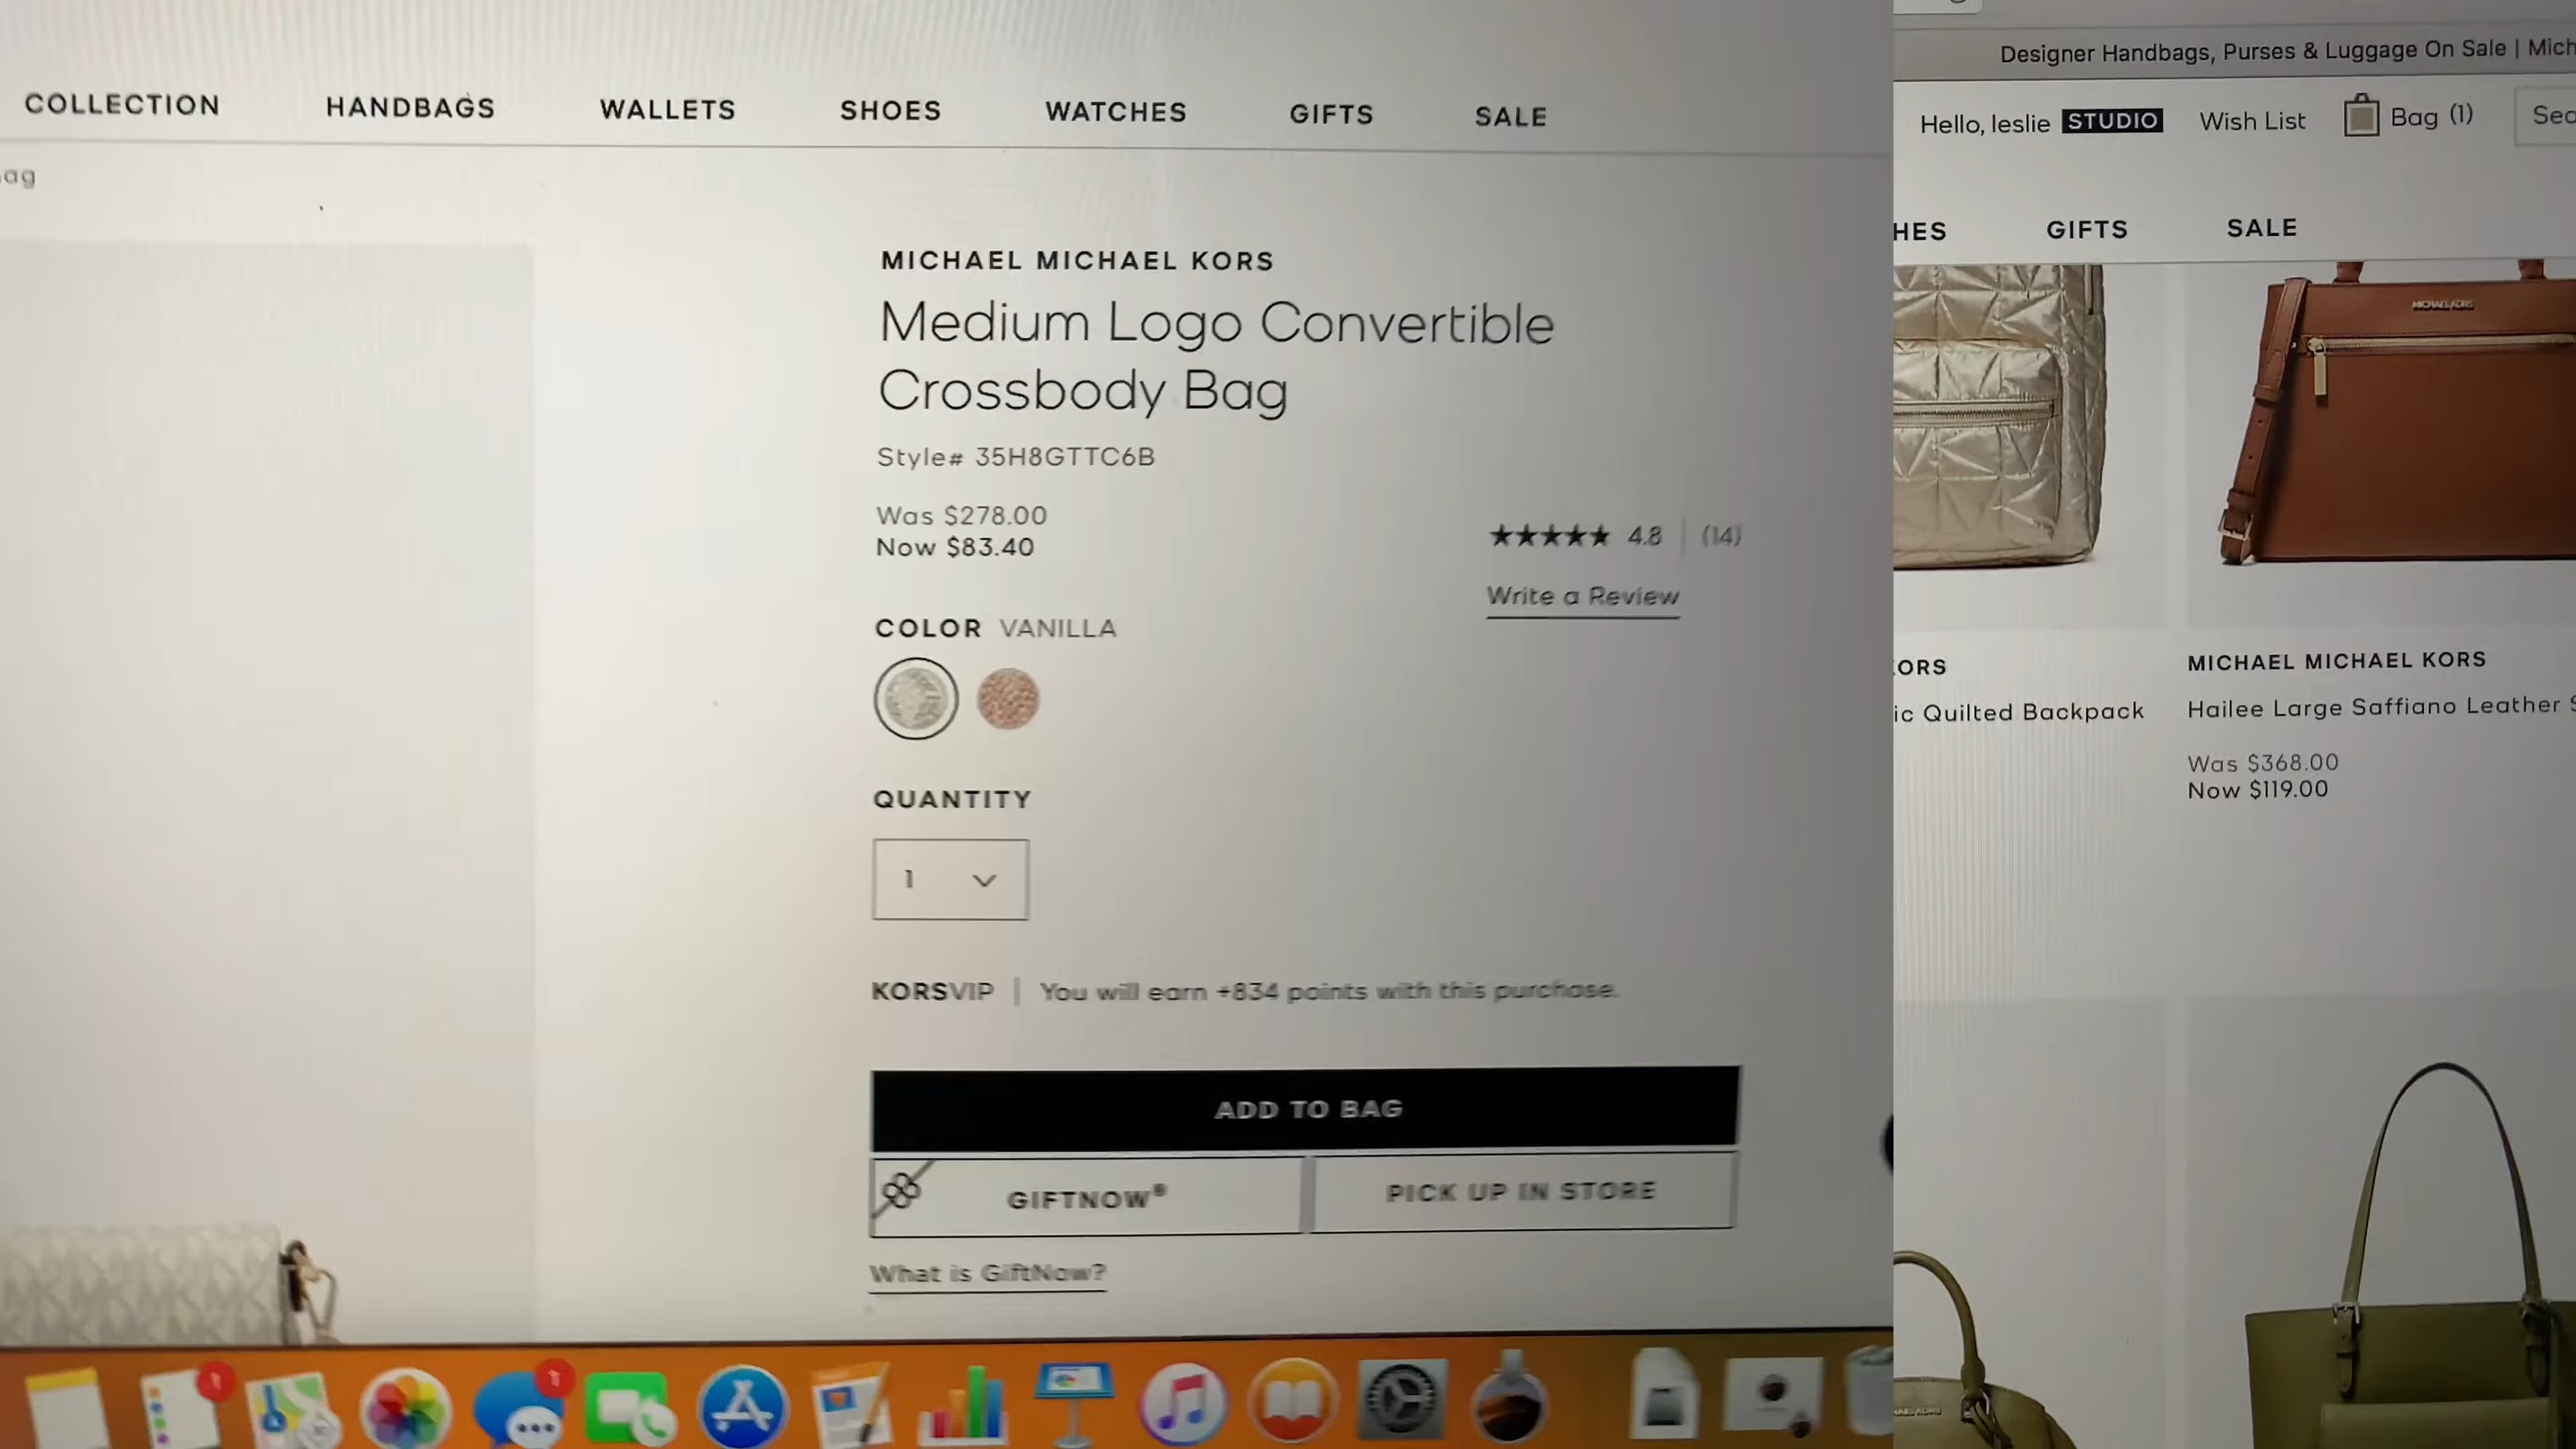 COLLECTION HANDBAGS WALLETS SHOES WATCHES GIFTS SALE
ag
MICHAEL MICHAEL KORS
Medium Logo Convertible
Crossbody Bag
Style# 35H8GTTC6B
Was $278.00
Now $83.40
4.8 (14)
Write a Review
COLOR VANILLA
QUANTITY
1
KORSVIP | You will earn +834 points with this purchase.
ADD TO BAG
GIFTNOW® PICK UP IN STORE
What is GiftNow?
Designer Handbags, Purses & Luggage On Sale | Mich
Hello, leslie STUDIO Wish List Bag (1) Sea
HES GIFTS SALE
MICHAEL KORS
ORS
ic Quilted Backpack
MICHAEL MICHAEL KORS
Hailee Large Saffiano Leather S
Was $368.00
Now $119.00